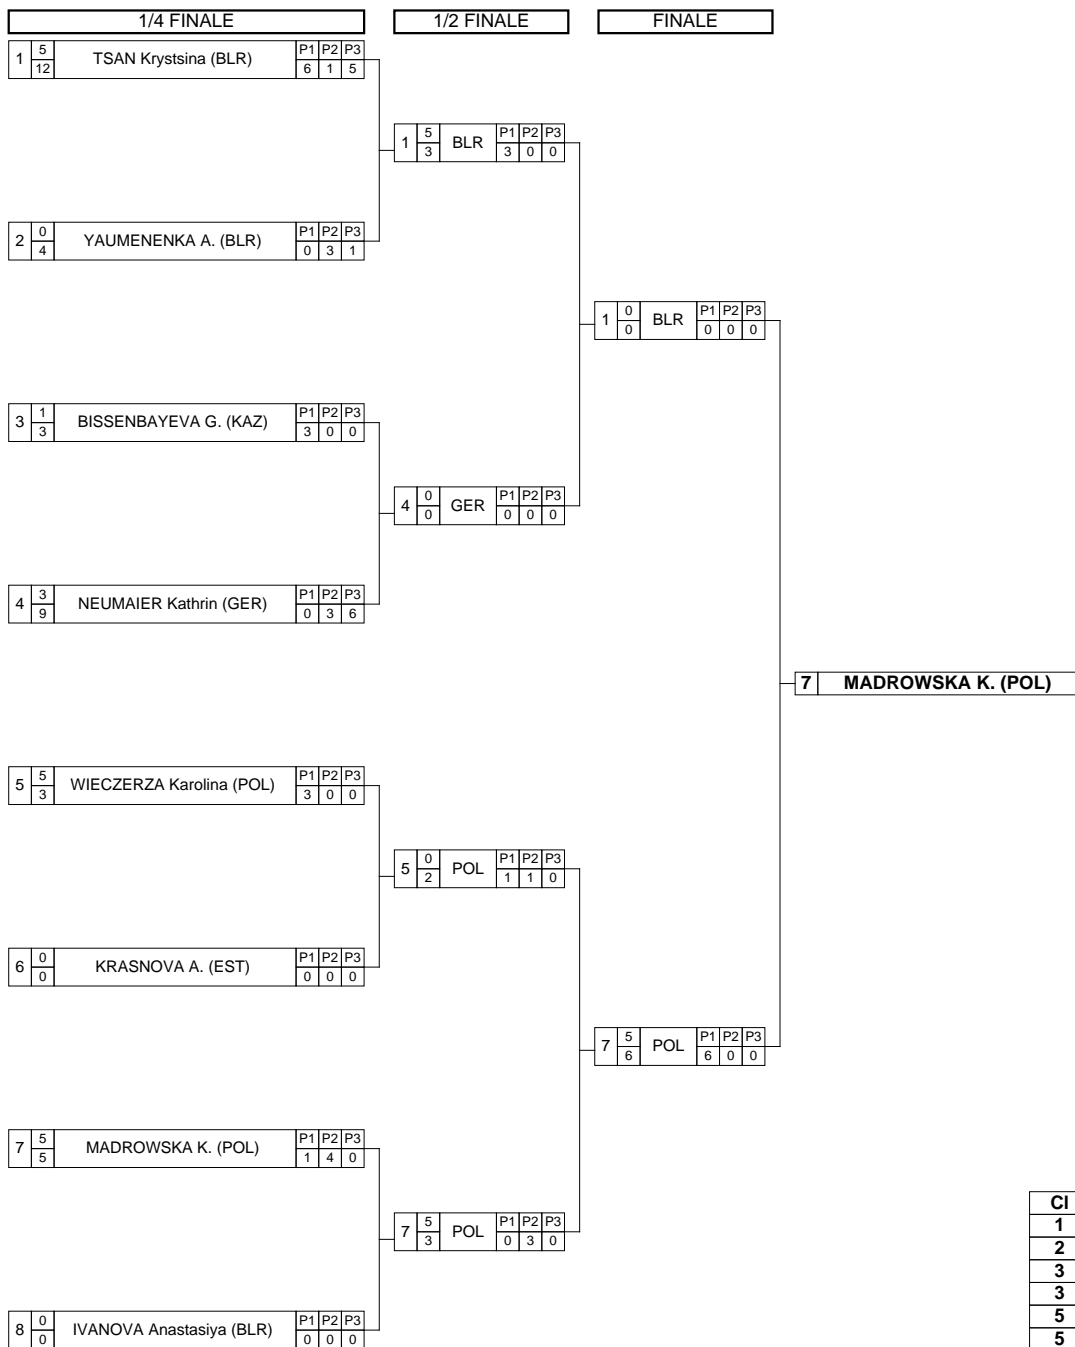 1/4 FINALE 1/2 FINALE FINALE
1 5 12 TSAN Krystsina (BLR) P1 P2 P3 6 1 5
1 5 3 BLR P1 P2 P3 3 0 0
2 0 4 YAUMENENKA A. (BLR) P1 P2 P3 0 3 1
1 0 0 BLR P1 P2 P3 0 0 0
3 1 3 BISSENBAYEVA G. (KAZ) P1 P2 P3 3 0 0
4 0 0 GER P1 P2 P3 0 0 0
4 3 9 NEUMAIER Kathrin (GER) P1 P2 P3 0 3 6
7 MADROWSKA K. (POL)
5 5 3 WIECZERZA Karolina (POL) P1 P2 P3 3 0 0
5 0 2 POL P1 P2 P3 1 1 0
6 0 0 KRASNOVA A. (EST) P1 P2 P3 0 0 0
7 5 6 POL P1 P2 P3 6 0 0
7 5 5 MADROWSKA K. (POL) P1 P2 P3 1 4 0
7 5 3 POL P1 P2 P3 0 3 0
8 0 0 IVANOVA Anastasiya (BLR) P1 P2 P3 0 0 0
Cl
1
2
3
3
5
5